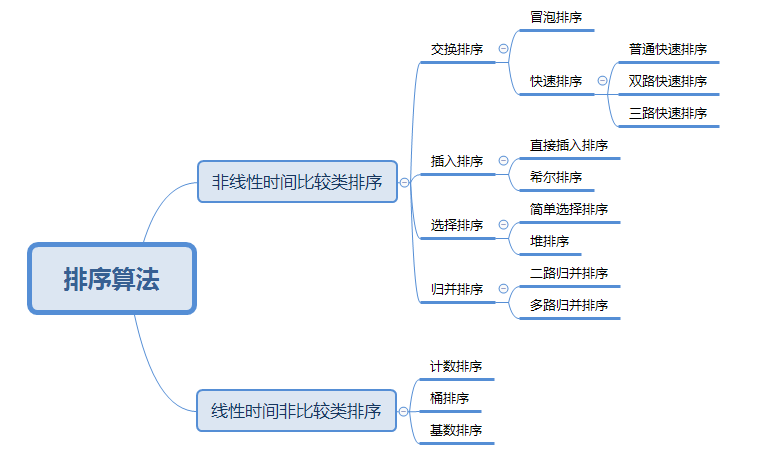 排序算法
非线性时间比较类排序
交换排序
冒泡排序
快速排序
普通快速排序
双路快速排序
三路快速排序
插入排序
直接插入排序
希尔排序
选择排序
简单选择排序
堆排序
归并排序
二路归并排序
多路归并排序
线性时间非比较类排序
计数排序
桶排序
基数排序